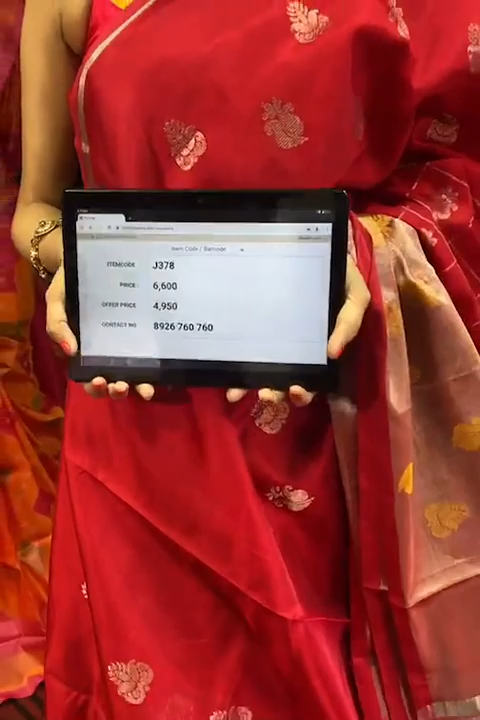 Item Code / Barcode
ITEMCODE J378
PRICE 6,600
OFFER PRICE 4,950
CONTACT NO 8926 760 760